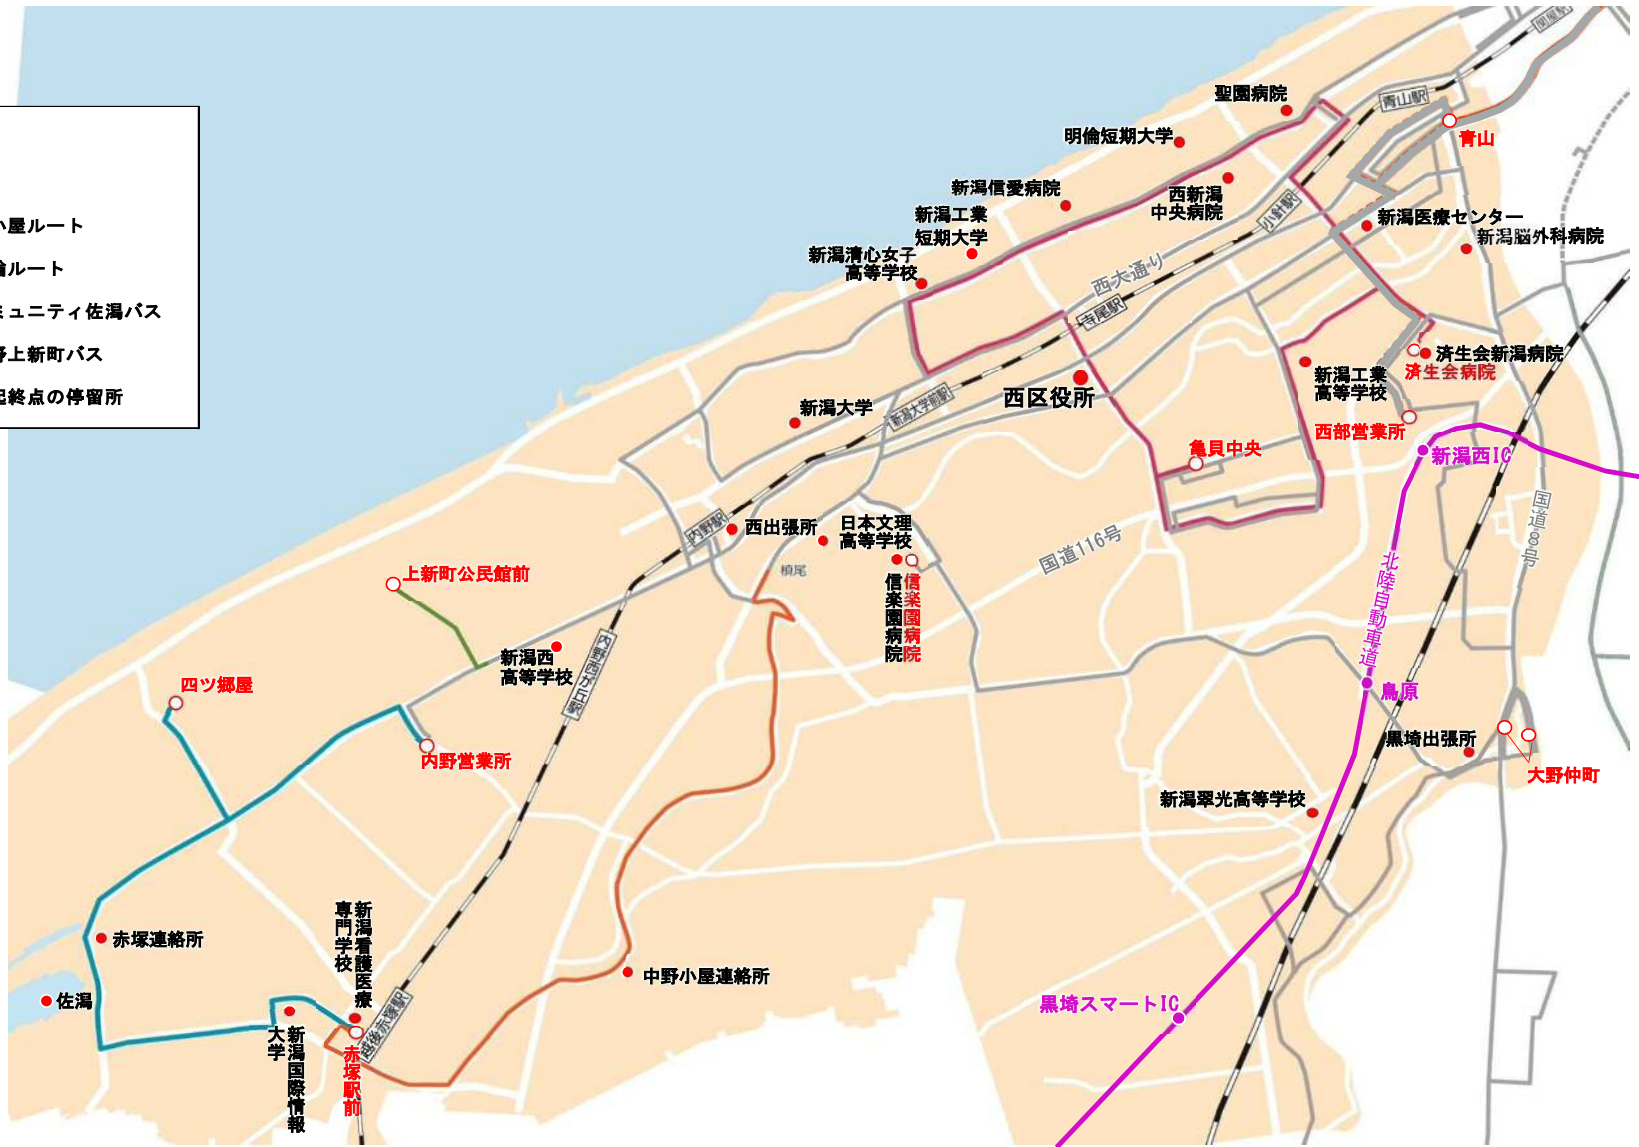 小屋ルート
ルート
ミュニティ佐潟バス
野上新町バス
起終点の停留所
関屋駅
青山駅
青山
聖園病院
明倫短期大学
新潟信愛病院
西新潟
中央病院
小針駅
新潟医療センター
新潟脳外科病院
新潟工業
短期大学
新潟清心女子
高等学校
西大通り
寺尾駅
済生会新潟病院
済生会病院
新潟工業
高等学校
西区役所
新潟大学前駅
新潟大学
西部営業所
亀貝中央
新潟西IC
国道8号
内野駅
西出張所
日本文理
高等学校
国道116号
北陸自動車道
槙尾
信楽園病院
信楽園病院
上新町公民館前
新潟西
高等学校
内野西が丘駅
四ツ郷屋
鳥原
内野営業所
黒埼出張所
大野仲町
新潟翠光高等学校
新潟看護医療
専門学校
赤塚連絡所
中野小屋連絡所
佐潟
黒埼スマートIC
越後赤塚駅
新潟国際情報
大学
赤塚駅前